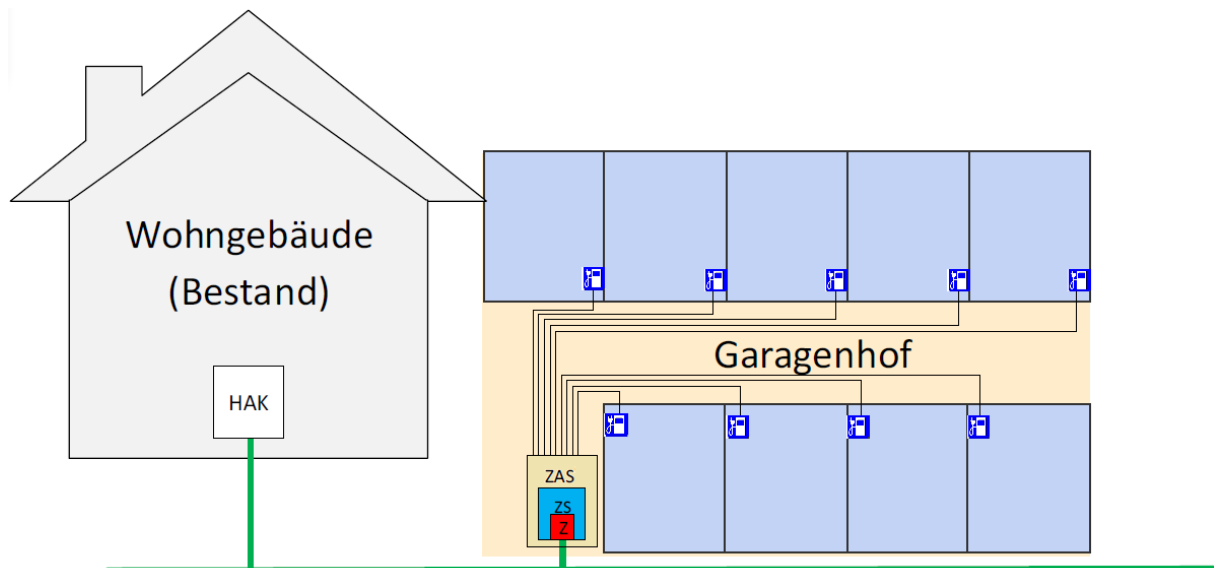 Wohngebäude
(Bestand)
HAK
Garagenhof
ZAS
ZS
Z